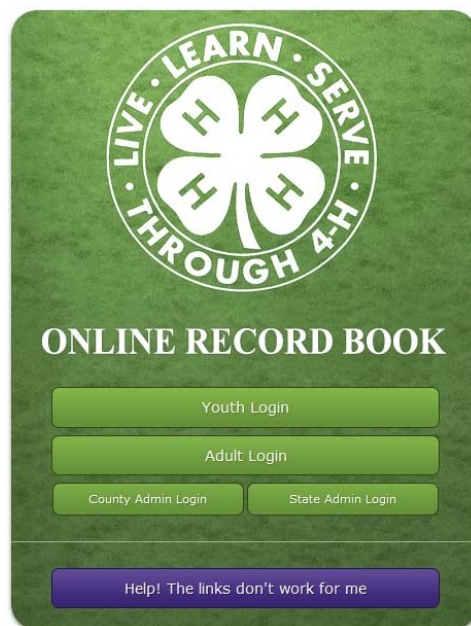 LIVE · LEARN · SERVE
· THROUGH 4-H ·
H H
H H
ONLINE RECORD BOOK
Youth Login
Adult Login
County Admin Login State Admin Login
Help! The links don't work for me